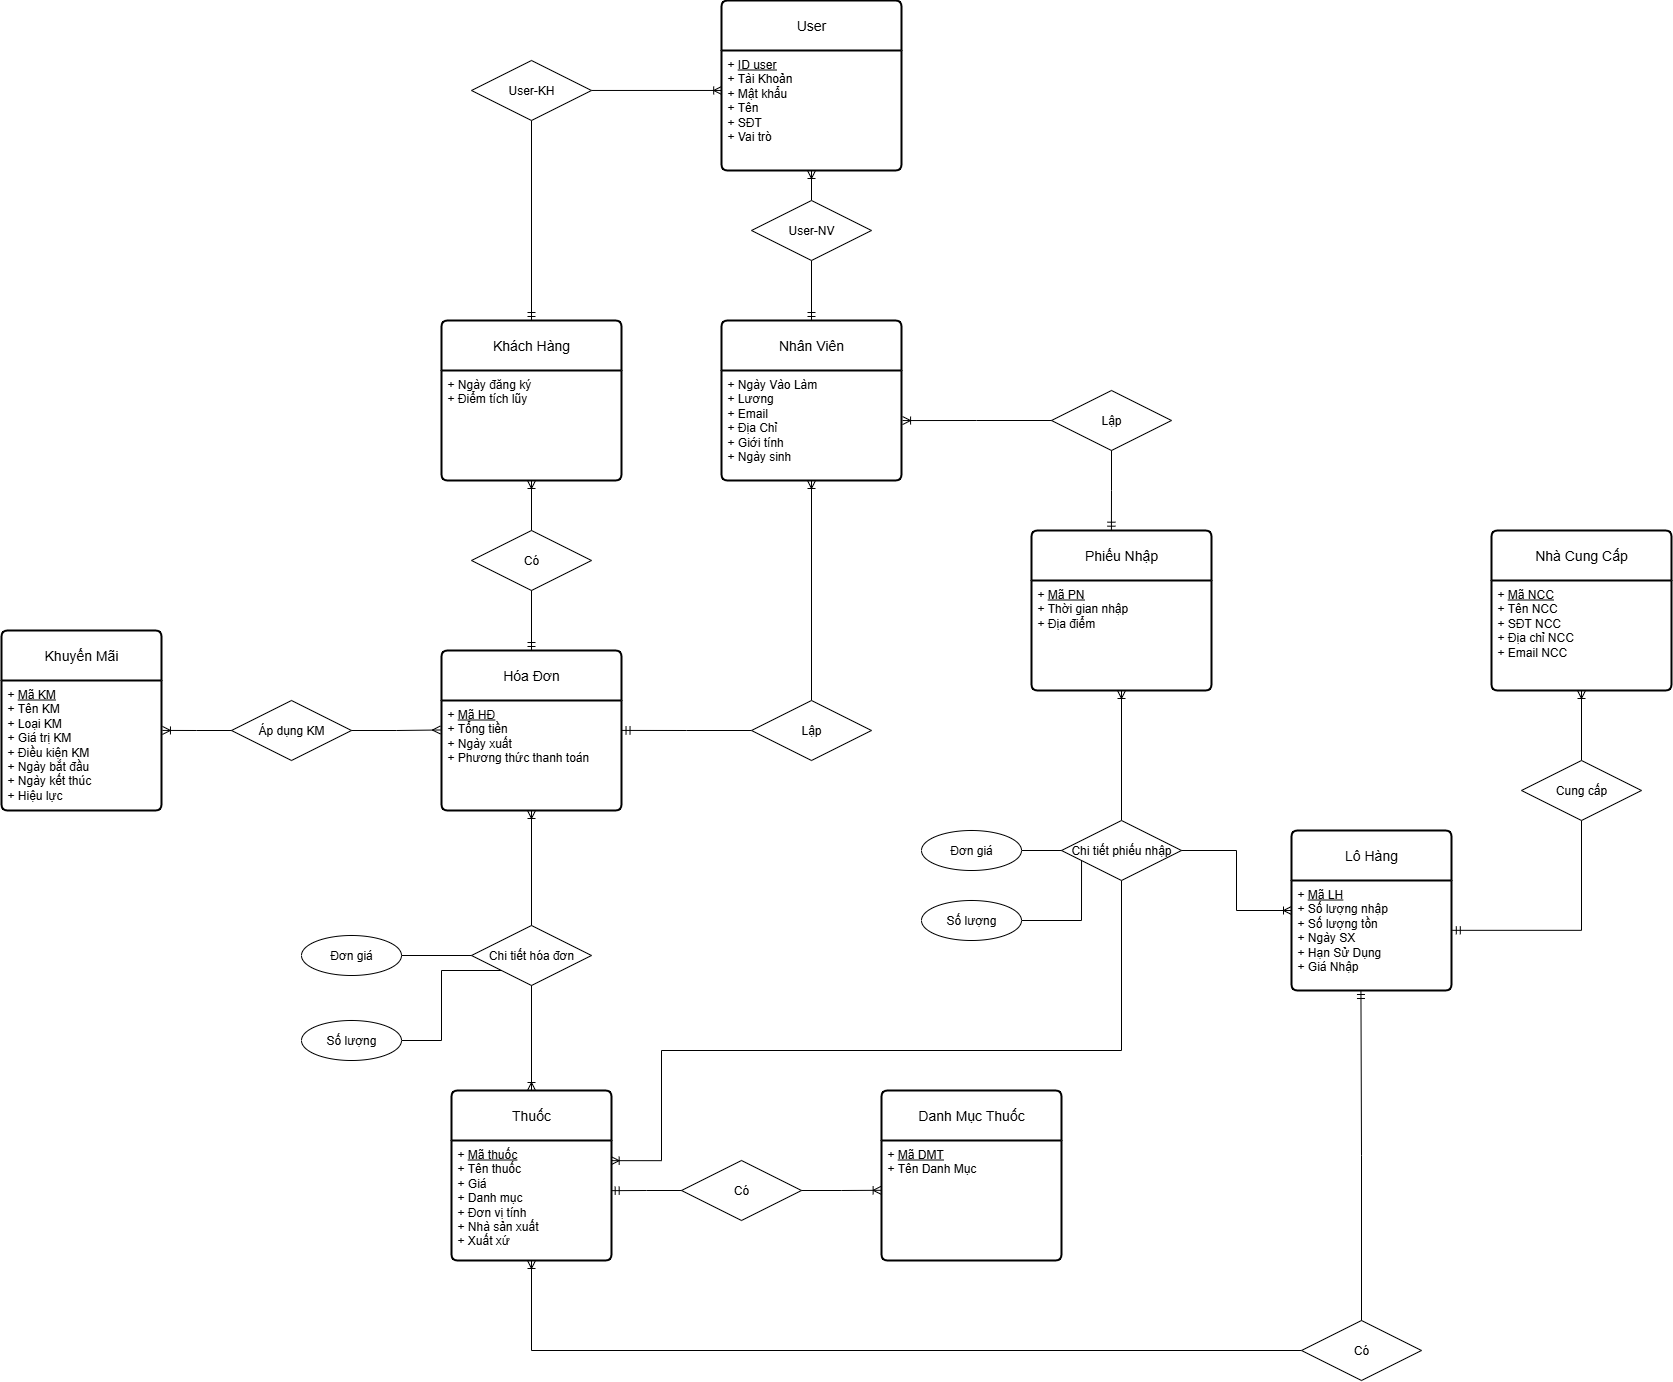 User
+ ID user
+ Tài Khoản
+ Mật khẩu
+ Tên
+ SĐT
+ Vai trò
User-KH
User-NV
Khách Hàng
+ Ngày đăng ký
+ Điểm tích lũy
Nhân Viên
+ Ngày Vào Làm
+ Lương
+ Email
+ Địa Chỉ
+ Giới tính
+ Ngày sinh
Lập
Có
Phiếu Nhập
+ Mã PN
+ Thời gian nhập
+ Địa điểm
Nhà Cung Cấp
+ Mã NCC
+ Tên NCC
+ SĐT NCC
+ Địa chỉ NCC
+ Email NCC
Khuyến Mãi
+ Mã KM
+ Tên KM
+ Loại KM
+ Giá trị KM
+ Điều kiện KM
+ Ngày bắt đầu
+ Ngày kết thúc
+ Hiệu lực
Áp dụng KM
Hóa Đơn
+ Mã HĐ
+ Tổng tiền
+ Ngày xuất
+ Phương thức thanh toán
Lập
Cung cấp
Đơn giá
Chi tiết phiếu nhập
Số lượng
Lô Hàng
+ Mã LH
+ Số lượng nhập
+ Số lượng tồn
+ Ngày SX
+ Hạn Sử Dụng
+ Giá Nhập
Đơn giá
Chi tiết hóa đơn
Số lượng
Thuốc
+ Mã thuốc
+ Tên thuốc
+ Giá
+ Danh mục
+ Đơn vị tính
+ Nhà sản xuất
+ Xuất xứ
Có
Danh Mục Thuốc
+ Mã DMT
+ Tên Danh Mục
Có